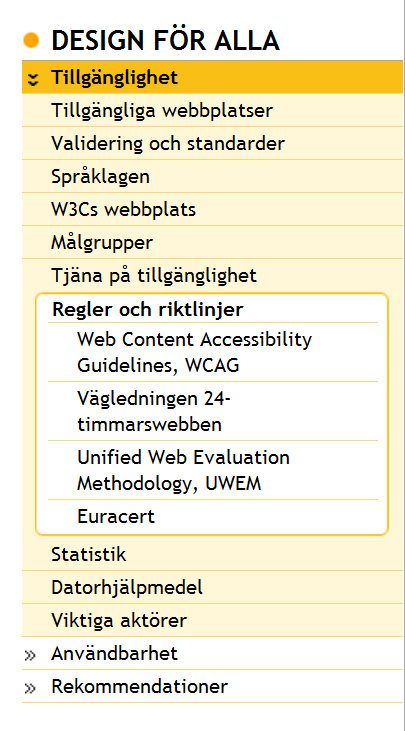 DESIGN FÖR ALLA
Tillgänglighet
Tillgängliga webbplatser
Validering och standarder
Språklagen
W3Cs webbplats
Målgrupper
Tjäna på tillgänglighet
Regler och riktlinjer
Web Content Accessibility
Guidelines, WCAG
Vägledningen 24-
timmarswebben
Unified Web Evaluation
Methodology, UWEM
Euracert
Statistik
Datorhjälpmedel
Viktiga aktörer
Användbarhet
Rekommendationer